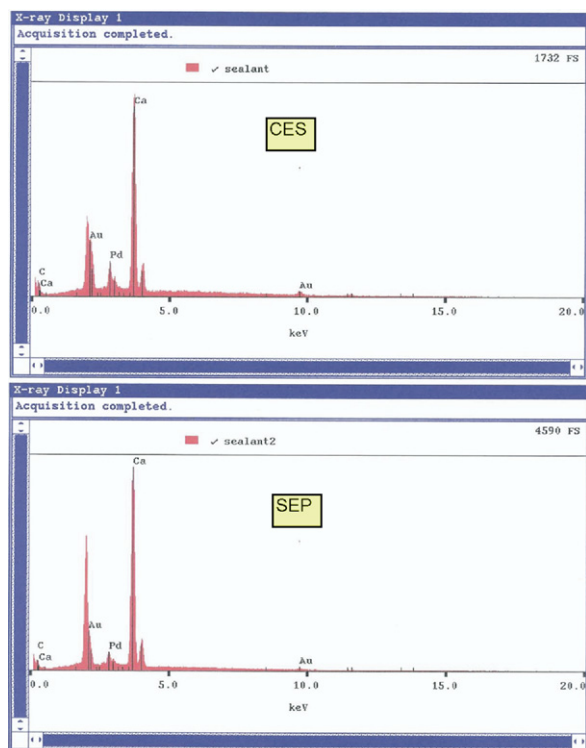 X-ray Display 1
Acquisition completed.
1732 FS
✓ sealant
Ca
CES
Au
Pd
C
Ca
Au
0.0 5.0 10.0 15.0 20.0
keV
X-ray Display 1
Acquisition completed.
4590 FS
✓ sealant2
Ca
SEP
Au
C
Pd
Ca
Au
0.0 5.0 10.0 15.0 20.0
keV